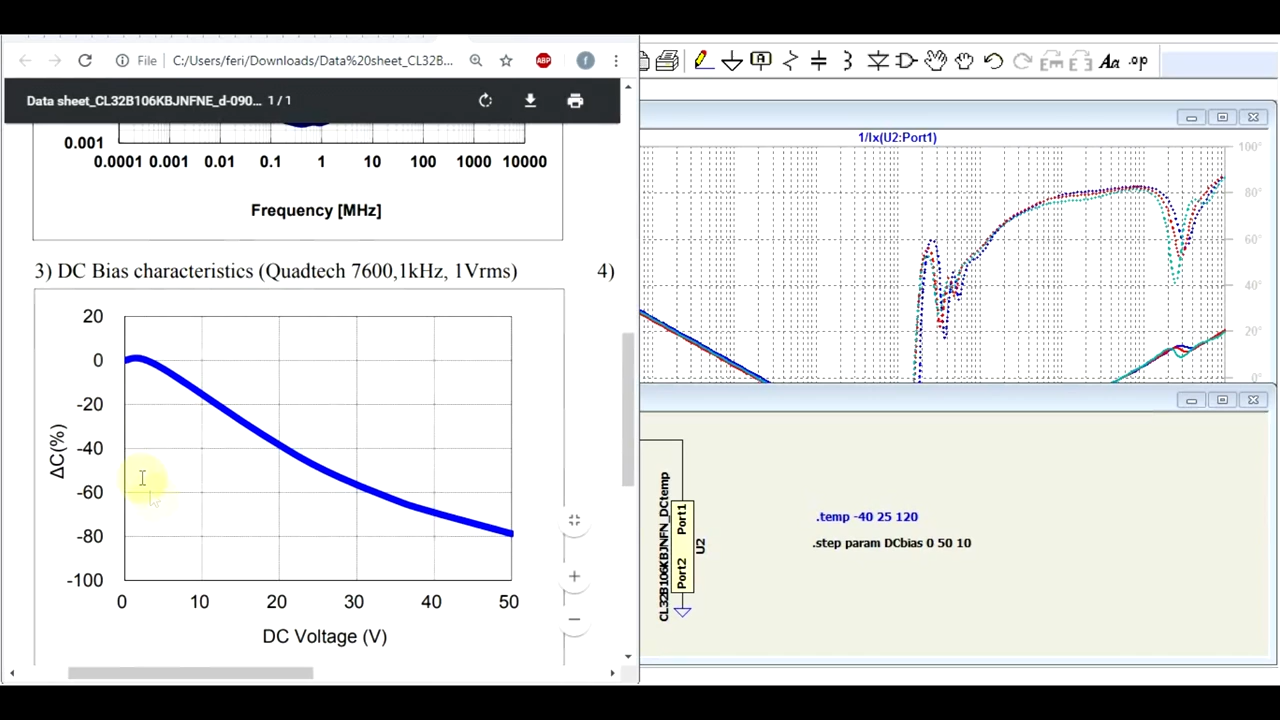 File
C:/Users/feri/Downloads/Data%20sheet_CL32B...
ABP
f
Data sheet_CL32B106KBJNFNE_d-090... 1 / 1
0.001
0.0001 0.001 0.01 0.1 1 10 100 1000 10000
Frequency [MHz]
3) DC Bias characteristics (Quadtech 7600,1kHz, 1Vrms)
4)
20
0
-20
-40
-60
-80
-100
ΔC(%)
0 10 20 30 40 50
DC Voltage (V)
A
Aa .op
1/Ix(U2:Port1)
100°
80°
60°
40°
20°
0°
CL32B106KBJNFN_DCtemp
Port1
Port2
U2
.temp -40 25 120
.step param DCbias 0 50 10